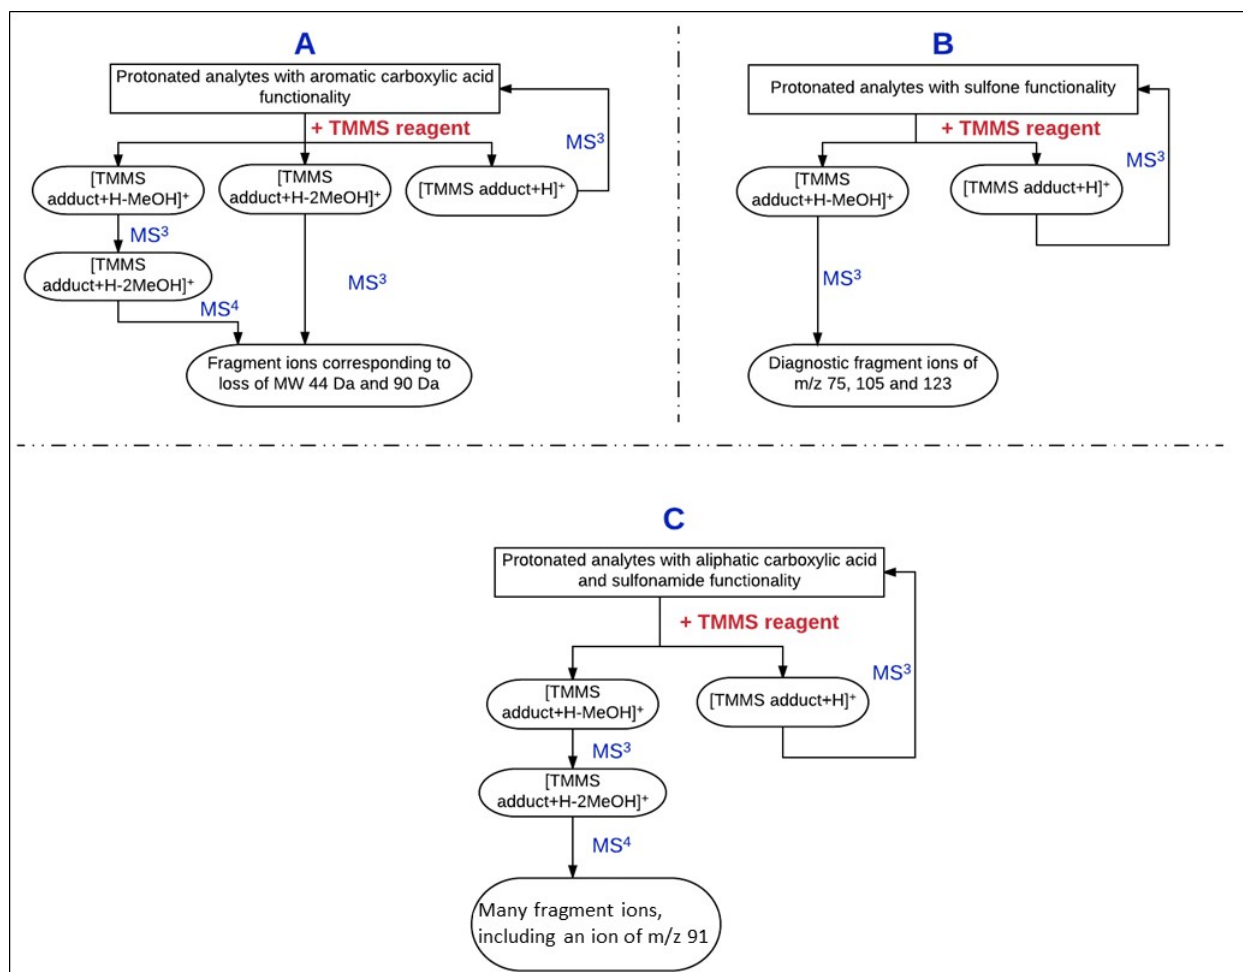 A
Protonated analytes with aromatic carboxylic acid
functionality
+ TMMS reagent
MS³
[TMMS
adduct+H-MeOH]⁺
[TMMS
adduct+H-2MeOH]⁺
[TMMS adduct+H]⁺
MS³
[TMMS
adduct+H-2MeOH]⁺
MS³
MS⁴
Fragment ions corresponding to
loss of MW 44 Da and 90 Da
B
Protonated analytes with sulfone functionality
+ TMMS reagent
MS³
[TMMS
adduct+H-MeOH]⁺
[TMMS adduct+H]⁺
MS³
Diagnostic fragment ions of
m/z 75, 105 and 123
C
Protonated analytes with aliphatic carboxylic acid
and sulfonamide functionality
+ TMMS reagent
MS³
[TMMS
adduct+H-MeOH]⁺
[TMMS adduct+H]⁺
MS³
[TMMS
adduct+H-2MeOH]⁺
MS⁴
Many fragment ions,
including an ion of m/z 91